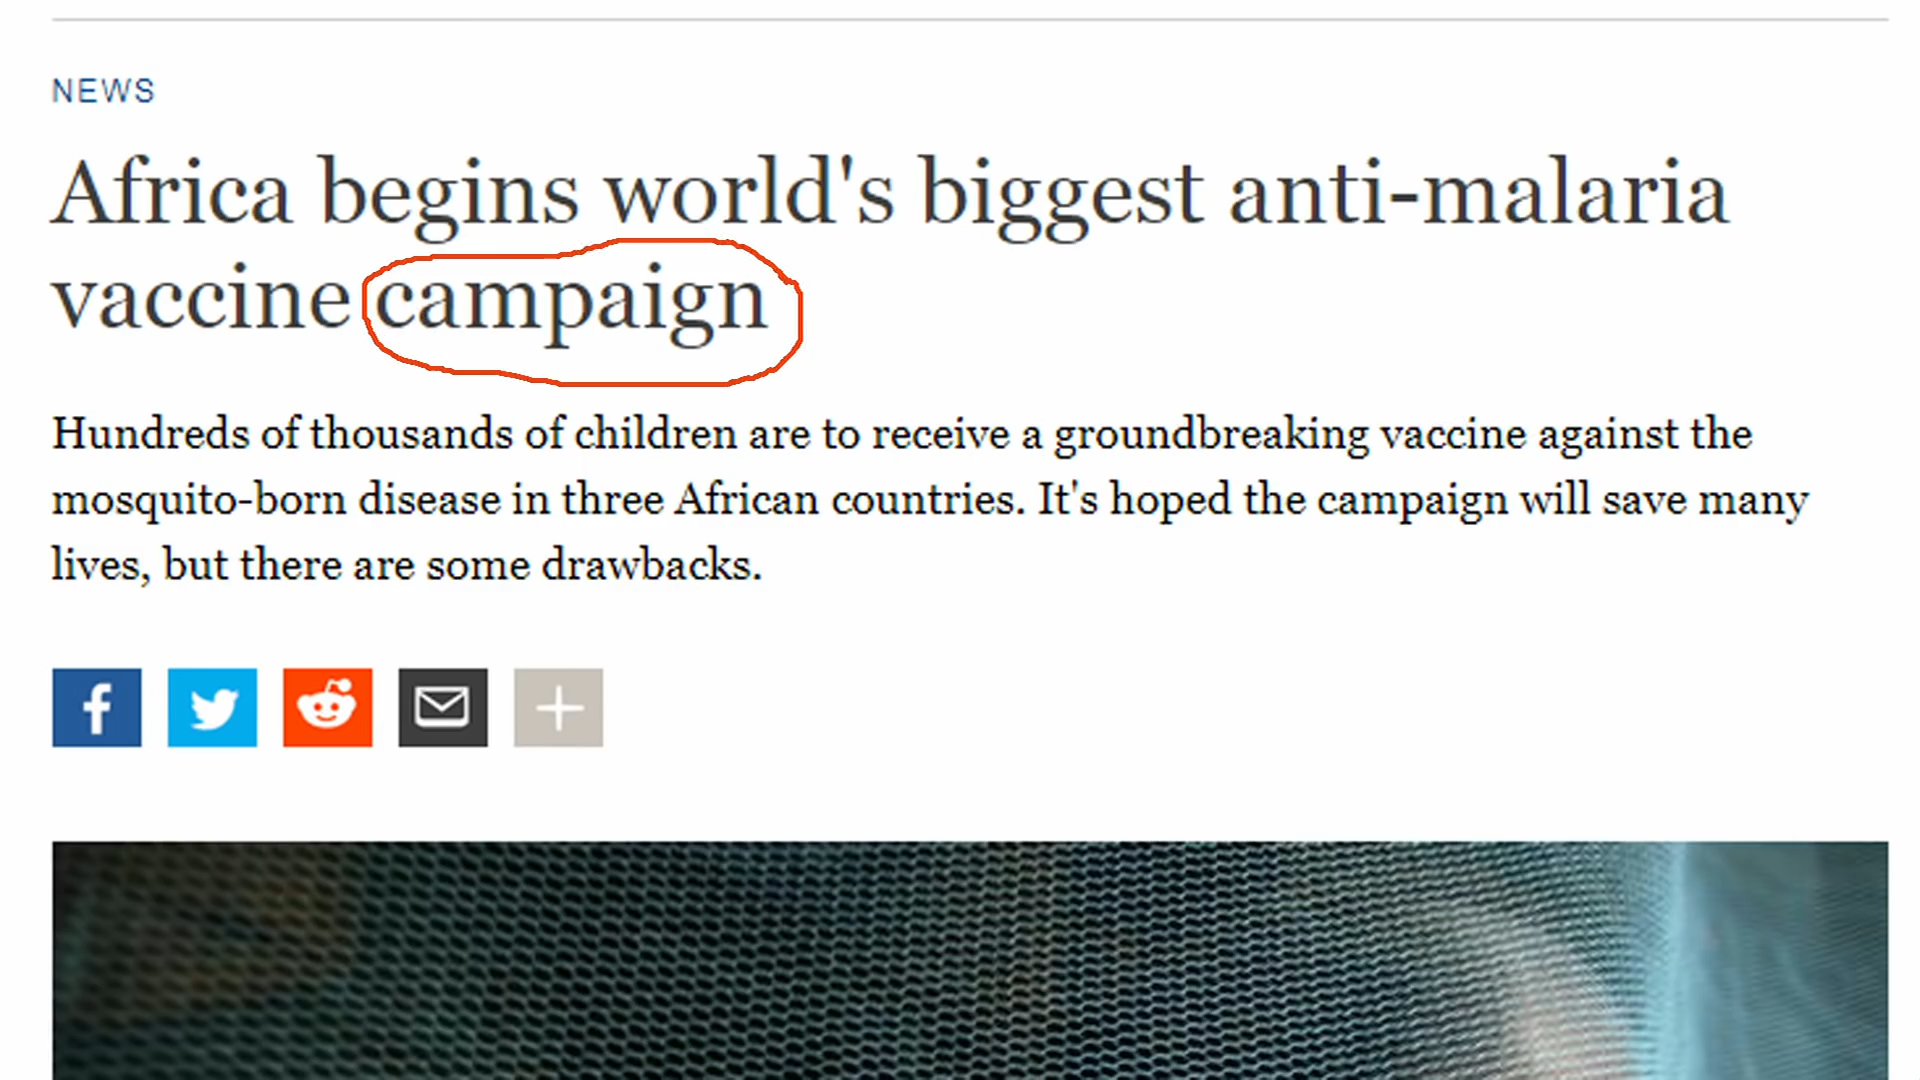 NEWS
Africa begins world's biggest anti-malaria
vaccine campaign
Hundreds of thousands of children are to receive a groundbreaking vaccine against the
mosquito-born disease in three African countries. It's hoped the campaign will save many
lives, but there are some drawbacks.